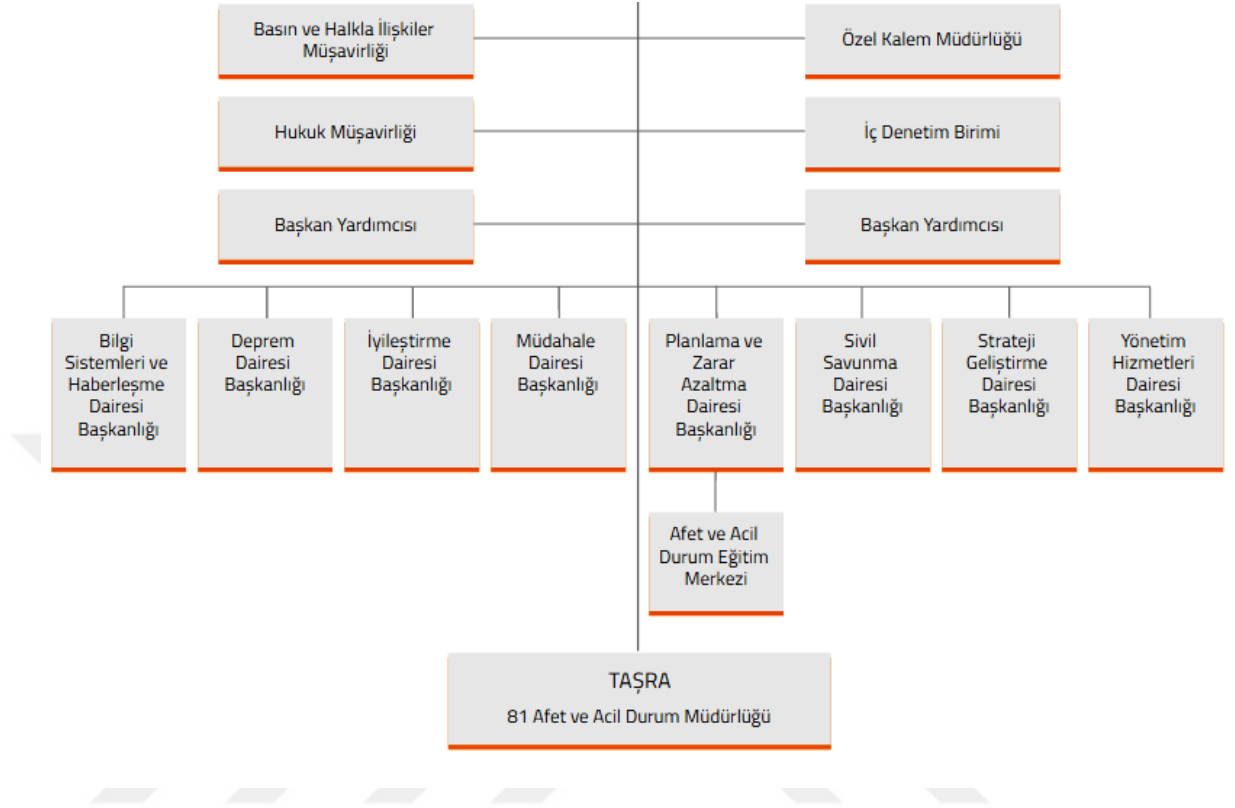 Basın ve Halkla İlişkiler
Müşavirliği
Özel Kalem Müdürlüğü
Hukuk Müşavirliği
İç Denetim Birimi
Başkan Yardımcısı
Başkan Yardımcısı
Bilgi
Sistemleri ve
Haberleşme
Dairesi
Başkanlığı
Deprem
Dairesi
Başkanlığı
İyileştirme
Dairesi
Başkanlığı
Müdahale
Dairesi
Başkanlığı
Planlama ve
Zarar
Azaltma
Dairesi
Başkanlığı
Sivil
Savunma
Dairesi
Başkanlığı
Strateji
Geliştirme
Dairesi
Başkanlığı
Yönetim
Hizmetleri
Dairesi
Başkanlığı
Afet ve Acil
Durum Eğitim
Merkezi
TAŞRA
81 Afet ve Acil Durum Müdürlüğü